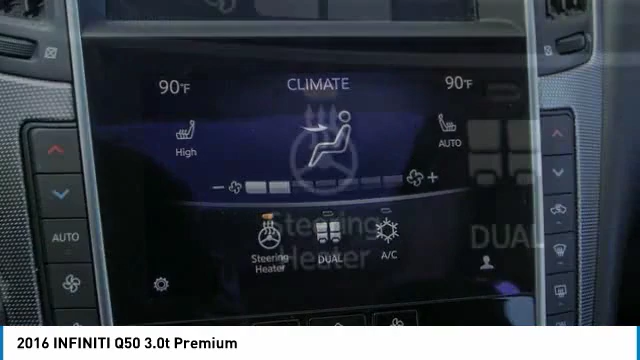 CLIMATE
90°F
90°F
High
AUTO
AUTO
Steering
Heater
DUAL
A/C
Steering
Heater
DUAL
2016 INFINITI Q50 3.0t Premium